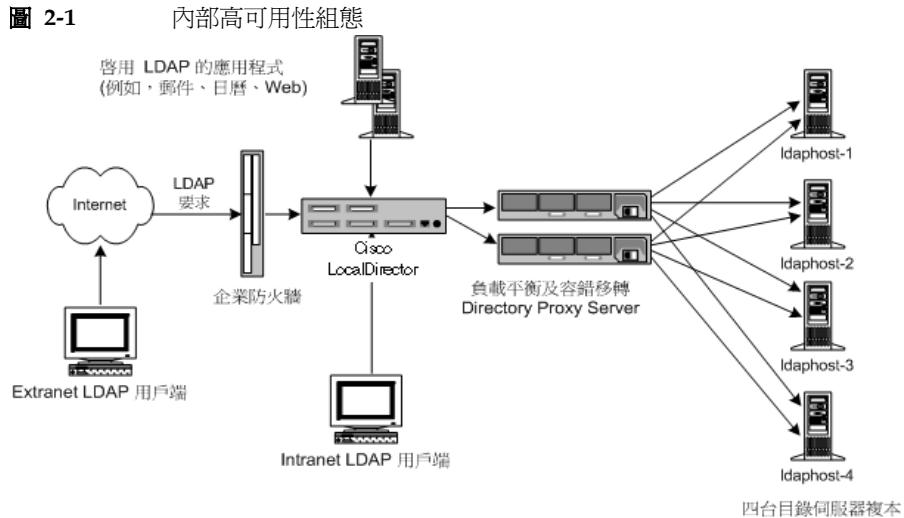 圖 2-1 內部高可用性組態
啓用 LDAP 的應用程式
(例如，郵件、日曆、Web)
Internet
LDAP
要求
企業防火牆
Cisco
LocalDirector
負載平衡及容錯移轉
Directory Proxy Server
Extranet LDAP 用戶端
Intranet LDAP 用戶端
ldaphost-1
ldaphost-2
ldaphost-3
ldaphost-4
四台目錄伺服器複本